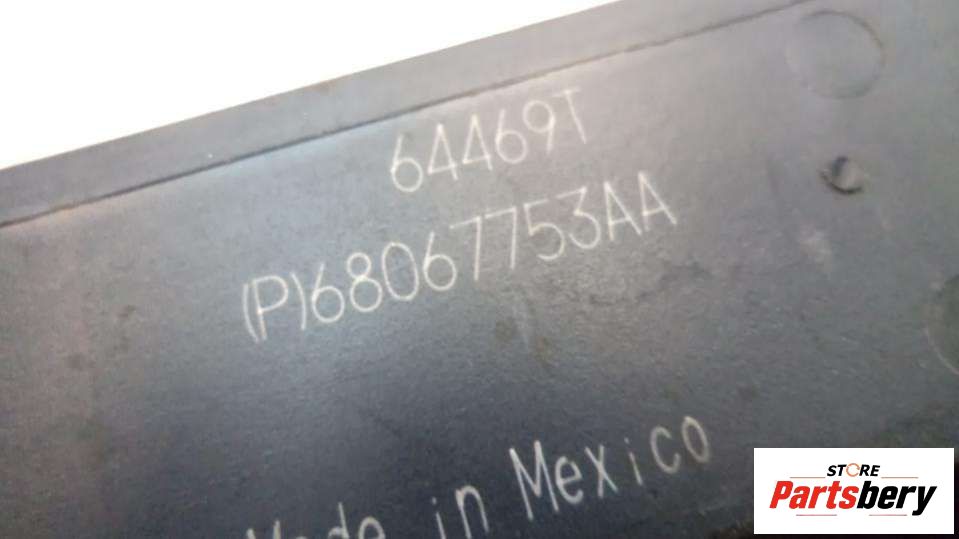 64469T
(P)68067753AA
Made in Mexico
STORE
Partsbery